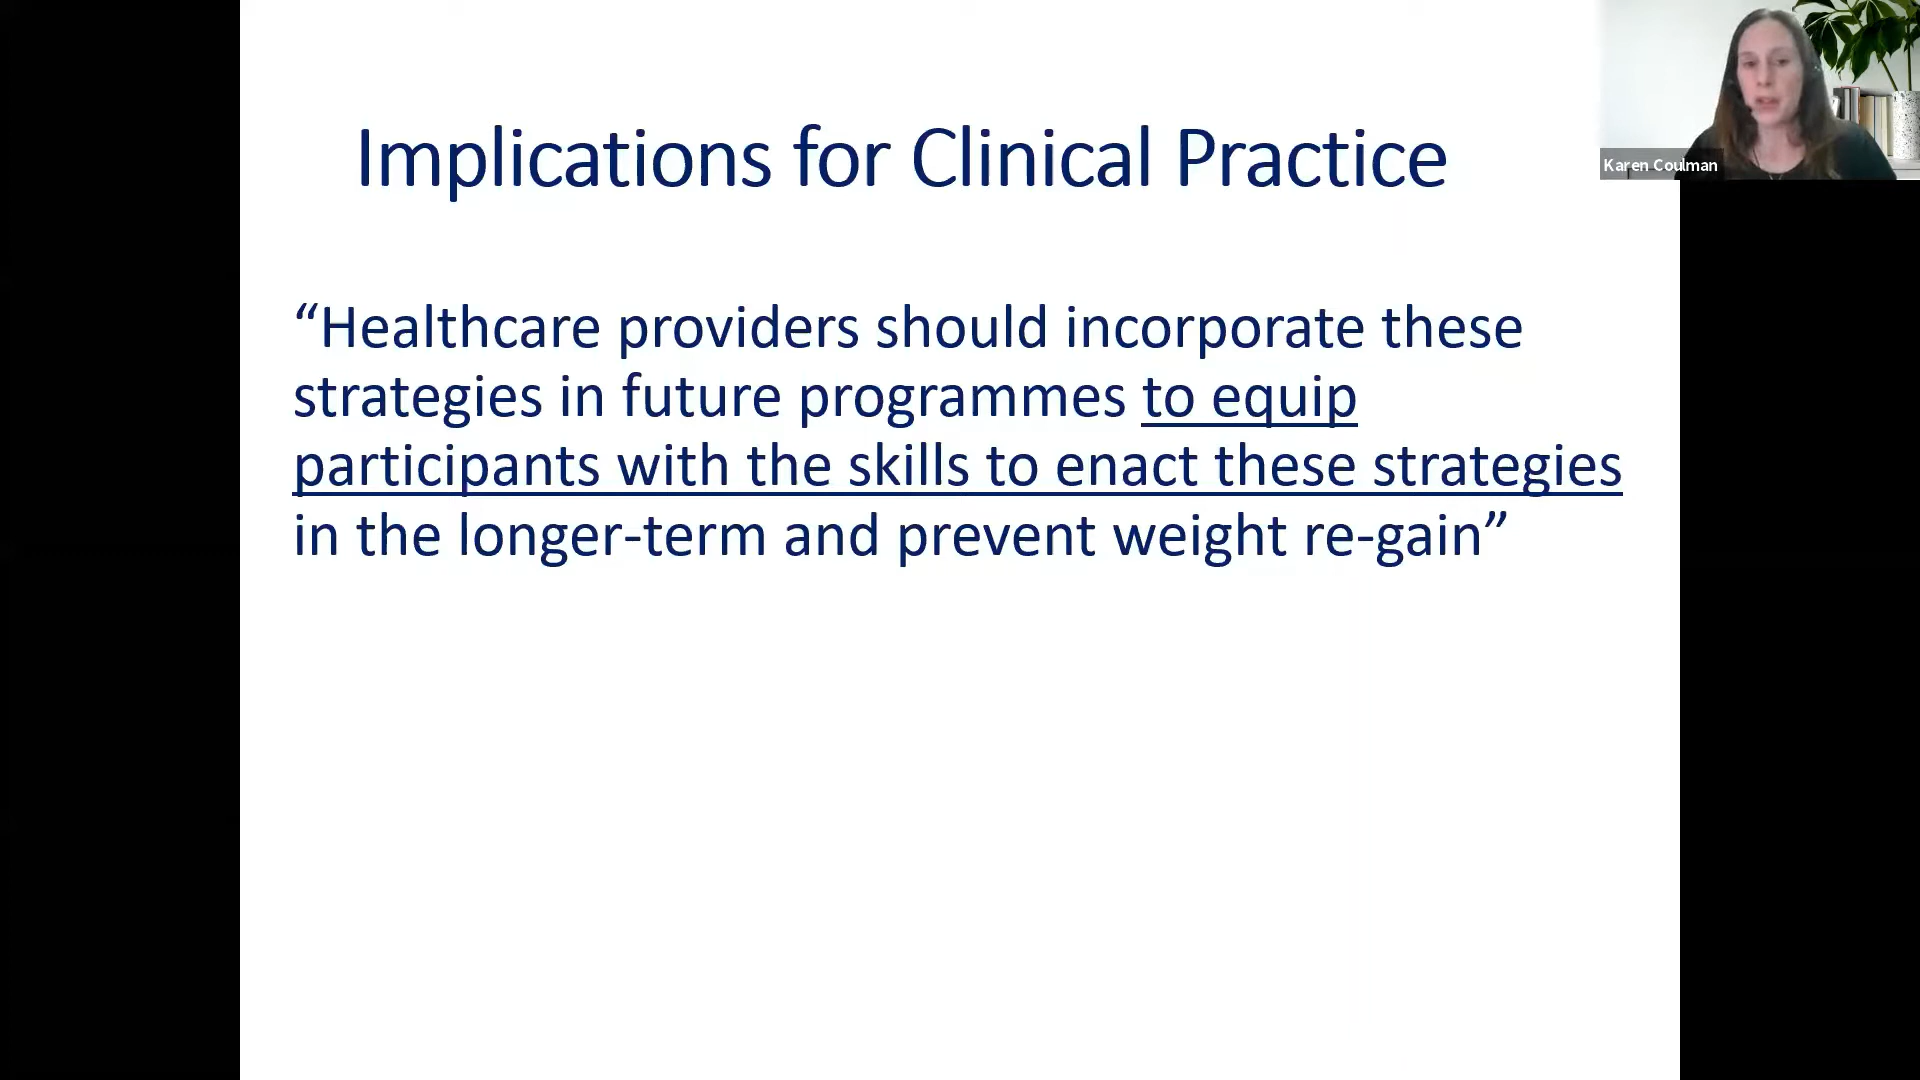 Implications for Clinical Practice
Karen Coulman
“Healthcare providers should incorporate these
strategies in future programmes to equip
participants with the skills to enact these strategies
in the longer-term and prevent weight re-gain”